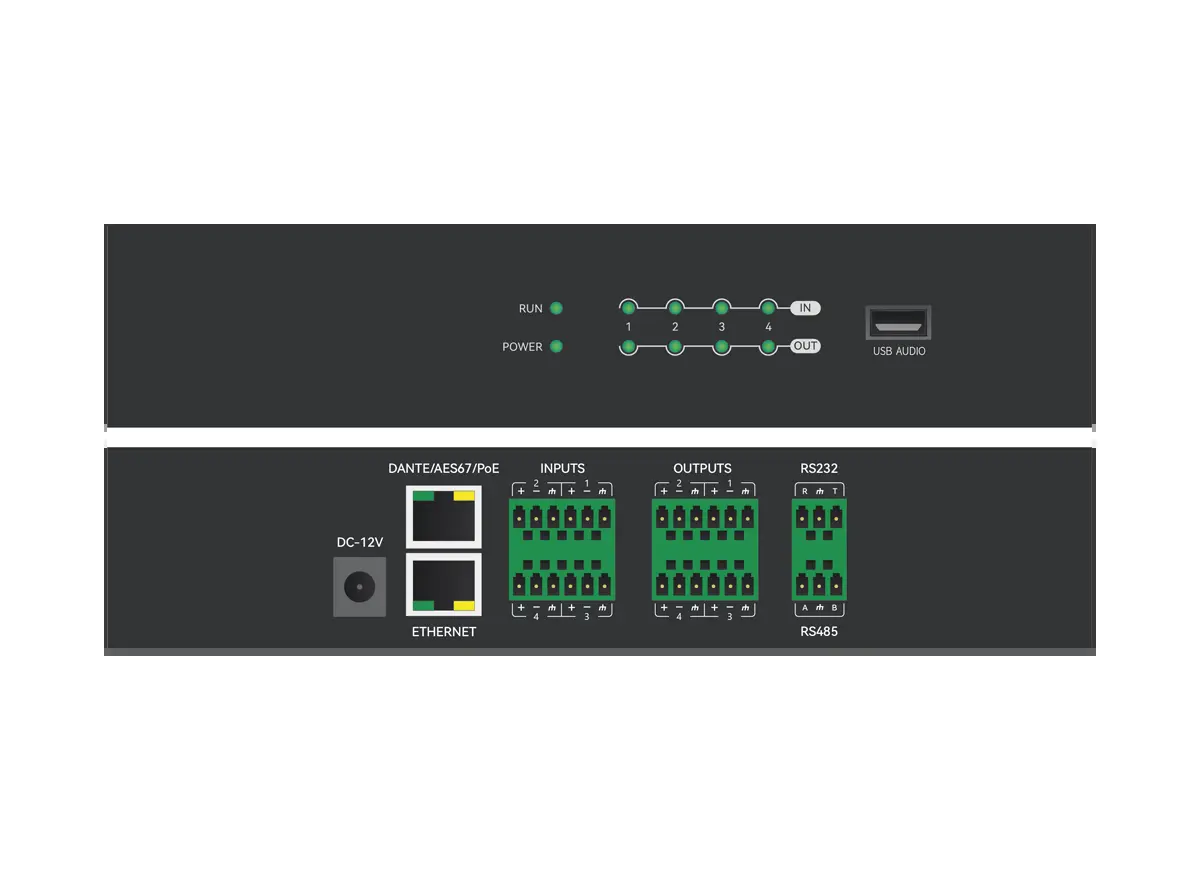 RUN
IN
1 2 3 4
POWER
OUT
USB AUDIO
DANTE/AES67/PoE INPUTS OUTPUTS RS232
2 1 2 1
+ − + − + − + − R T
DC-12V
+ − + − + − + − A B
4 3 4 3
ETHERNET RS485